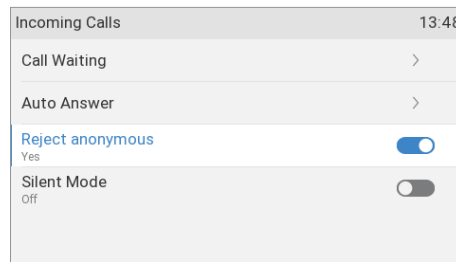 Incoming Calls 13:48
Call Waiting
Auto Answer
Reject anonymous
Yes
Silent Mode
Off